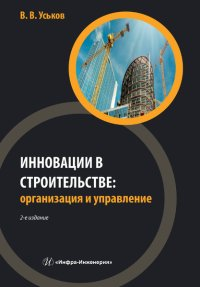 В. В. Уськов
ИННОВАЦИИ В
СТРОИТЕЛЬСТВЕ:
организация и управление
2-е издание
«Инфра-Инженерия»